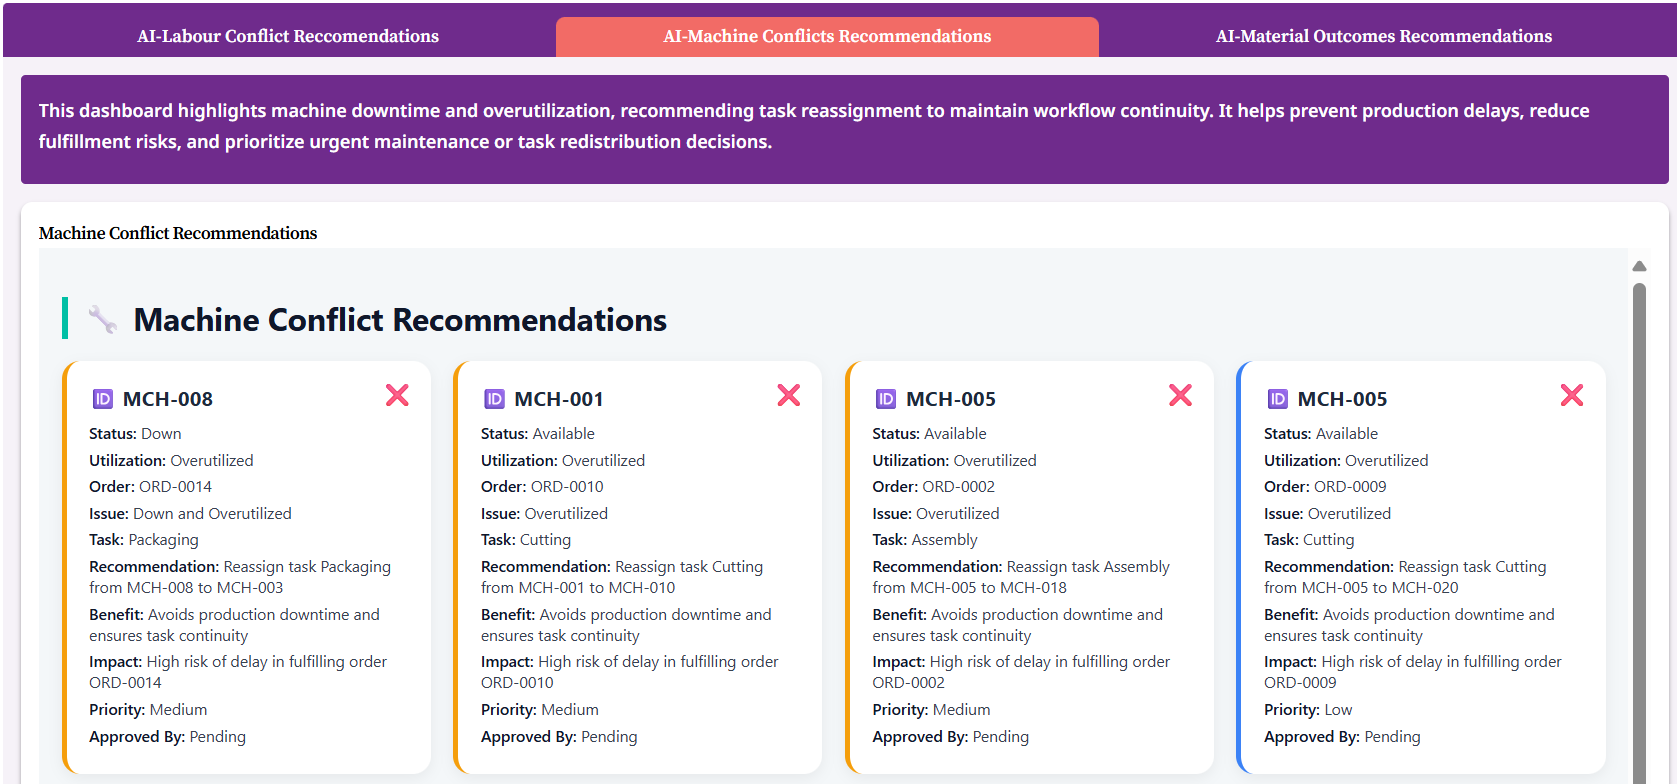 AI-Labour Conflict Reccomendations
AI-Machine Conflicts Recommendations
AI-Material Outcomes Recommendations
This dashboard highlights machine downtime and overutilization, recommending task reassignment to maintain workflow continuity. It helps prevent production delays, reduce
fulfillment risks, and prioritize urgent maintenance or task redistribution decisions.
Machine Conflict Recommendations
Machine Conflict Recommendations
ID MCH-008
Status: Down
Utilization: Overutilized
Order: ORD-0014
Issue: Down and Overutilized
Task: Packaging
Recommendation: Reassign task Packaging
from MCH-008 to MCH-003
Benefit: Avoids production downtime and
ensures task continuity
Impact: High risk of delay in fulfilling order
ORD-0014
Priority: Medium
Approved By: Pending
ID MCH-001
Status: Available
Utilization: Overutilized
Order: ORD-0010
Issue: Overutilized
Task: Cutting
Recommendation: Reassign task Cutting
from MCH-001 to MCH-010
Benefit: Avoids production downtime and
ensures task continuity
Impact: High risk of delay in fulfilling order
ORD-0010
Priority: Medium
Approved By: Pending
ID MCH-005
Status: Available
Utilization: Overutilized
Order: ORD-0002
Issue: Overutilized
Task: Assembly
Recommendation: Reassign task Assembly
from MCH-005 to MCH-018
Benefit: Avoids production downtime and
ensures task continuity
Impact: High risk of delay in fulfilling order
ORD-0002
Priority: Medium
Approved By: Pending
ID MCH-005
Status: Available
Utilization: Overutilized
Order: ORD-0009
Issue: Overutilized
Task: Cutting
Recommendation: Reassign task Cutting
from MCH-005 to MCH-020
Benefit: Avoids production downtime and
ensures task continuity
Impact: High risk of delay in fulfilling order
ORD-0009
Priority: Low
Approved By: Pending